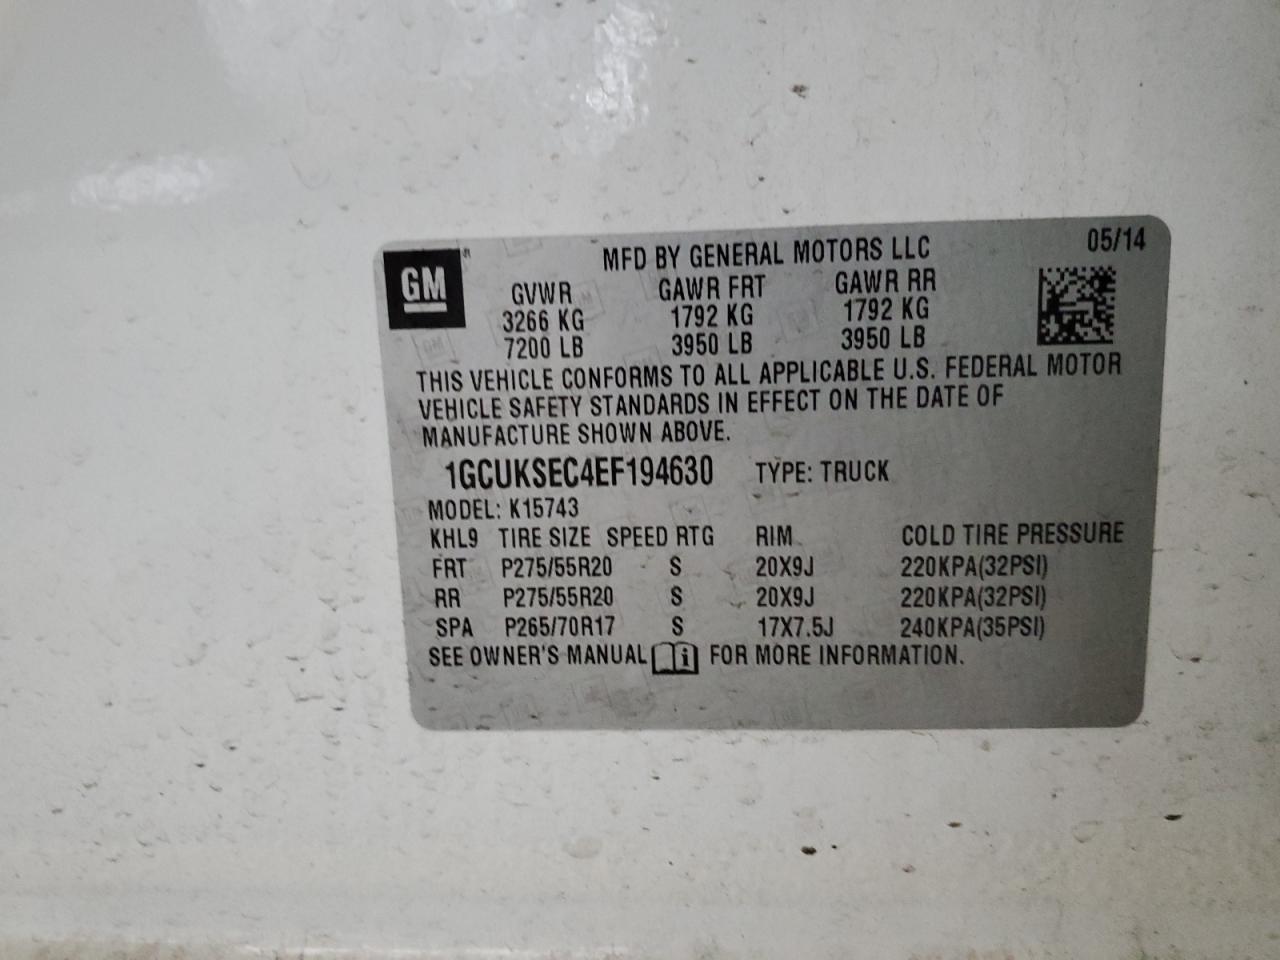 GM
MFD BY GENERAL MOTORS LLC 05/14
GVWR GAWR FRT GAWR RR
3266 KG 1792 KG 1792 KG
7200 LB 3950 LB 3950 LB
THIS VEHICLE CONFORMS TO ALL APPLICABLE U.S. FEDERAL MOTOR
VEHICLE SAFETY STANDARDS IN EFFECT ON THE DATE OF
MANUFACTURE SHOWN ABOVE.
1GCUKSEC4EF194630 TYPE: TRUCK
MODEL: K15743
KHL9 TIRE SIZE SPEED RTG RIM COLD TIRE PRESSURE
FRT P275/55R20 S 20X9J 220KPA(32PSI)
RR P275/55R20 S 20X9J 220KPA(32PSI)
SPA P265/70R17 S 17X7.5J 240KPA(35PSI)
SEE OWNER'S MANUAL i FOR MORE INFORMATION.